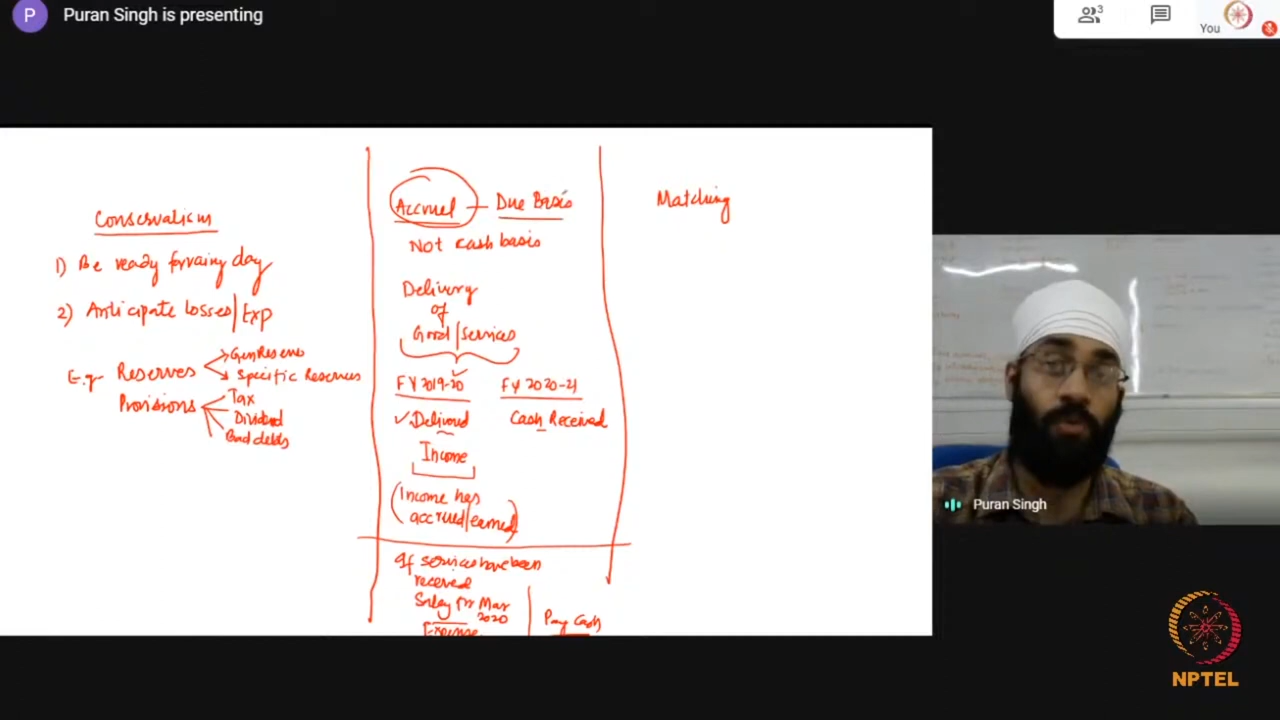 P Puran Singh is presenting
3
You
Conservatism
1) Be ready for rainy day
2) Anticipate Losses/Exp
E.g Reserves
Gen Reserve
Specific Reserves
Provisions
Tax
Dividend
Bad debts
Accrual - Due Basis
Not cash basis
Delivery
of
Good/Services
FY 2019-20
FY 2020-21
Delivered
Cash Received
Income
(Income has
accrued/earned)
If services have been
received
Salary for Mar
2020
Expense
Pay Cash
Matching
Puran Singh
NPTEL